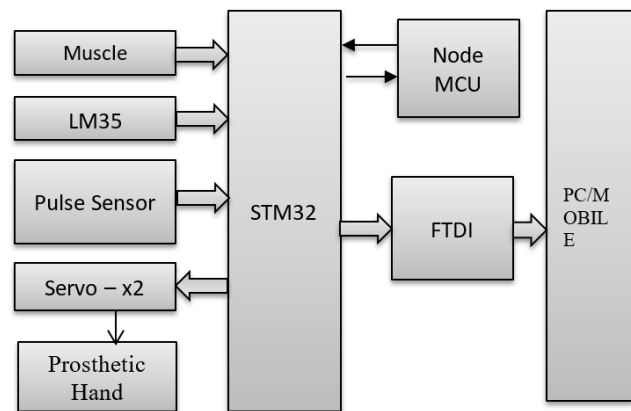 Muscle
LM35
Pulse Sensor
Servo – x2
Prosthetic
Hand
STM32
Node
MCU
FTDI
PC/M
OBIL
E